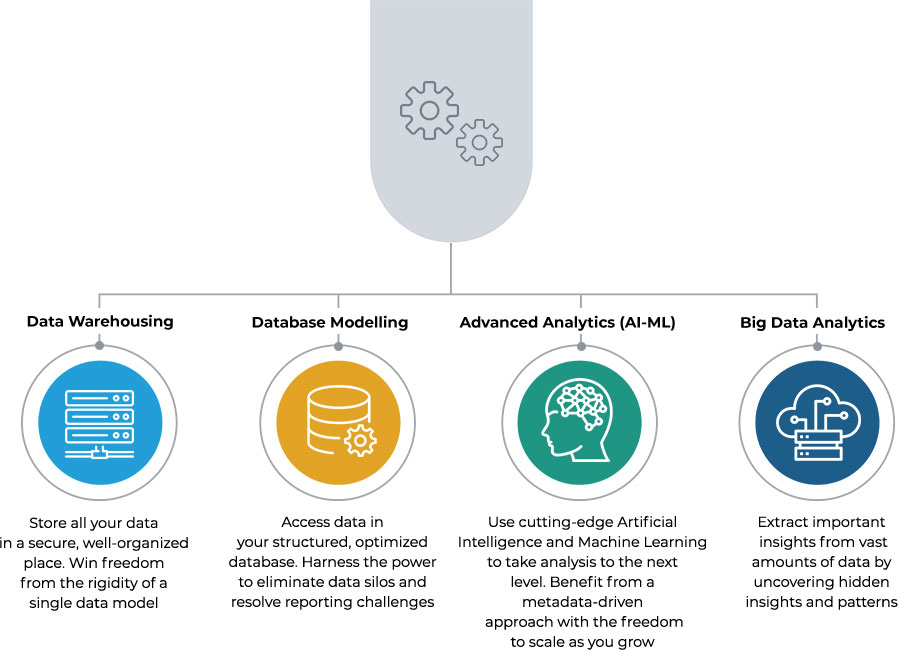 Data Warehousing
Store all your data
in a secure, well-organized
place. Win freedom
from the rigidity of a
single data model
Database Modelling
Access data in
your structured, optimized
database. Harness the power
to eliminate data silos and
resolve reporting challenges
Advanced Analytics (AI-ML)
Use cutting-edge Artificial
Intelligence and Machine Learning
to take analysis to the next
level. Benefit from a
metadata-driven
approach with the freedom
to scale as you grow
Big Data Analytics
Extract important
insights from vast
amounts of data by
uncovering hidden
insights and patterns